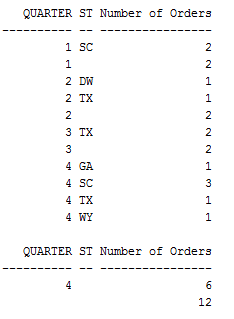 QUARTER ST Number of Orders
---------- -- ----------------
1 SC 2
1 2
2 DW 1
2 TX 1
2 2
3 TX 2
3 2
4 GA 1
4 SC 3
4 TX 1
4 WY 1
QUARTER ST Number of Orders
---------- -- ----------------
4 6
12